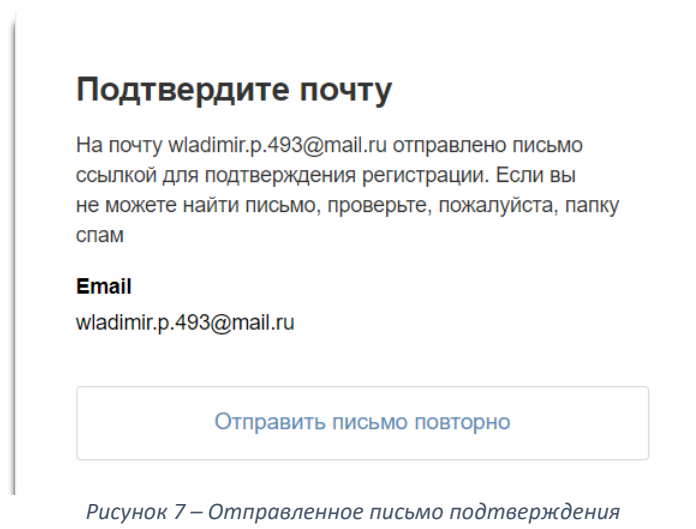 Подтвердите почту
На почту wladimir.p.493@mail.ru отправлено письмо
ссылкой для подтверждения регистрации. Если вы
не можете найти письмо, проверьте, пожалуйста, папку
спам
Email
wladimir.p.493@mail.ru
Отправить письмо повторно
Рисунок 7 – Отправленное письмо подтверждения